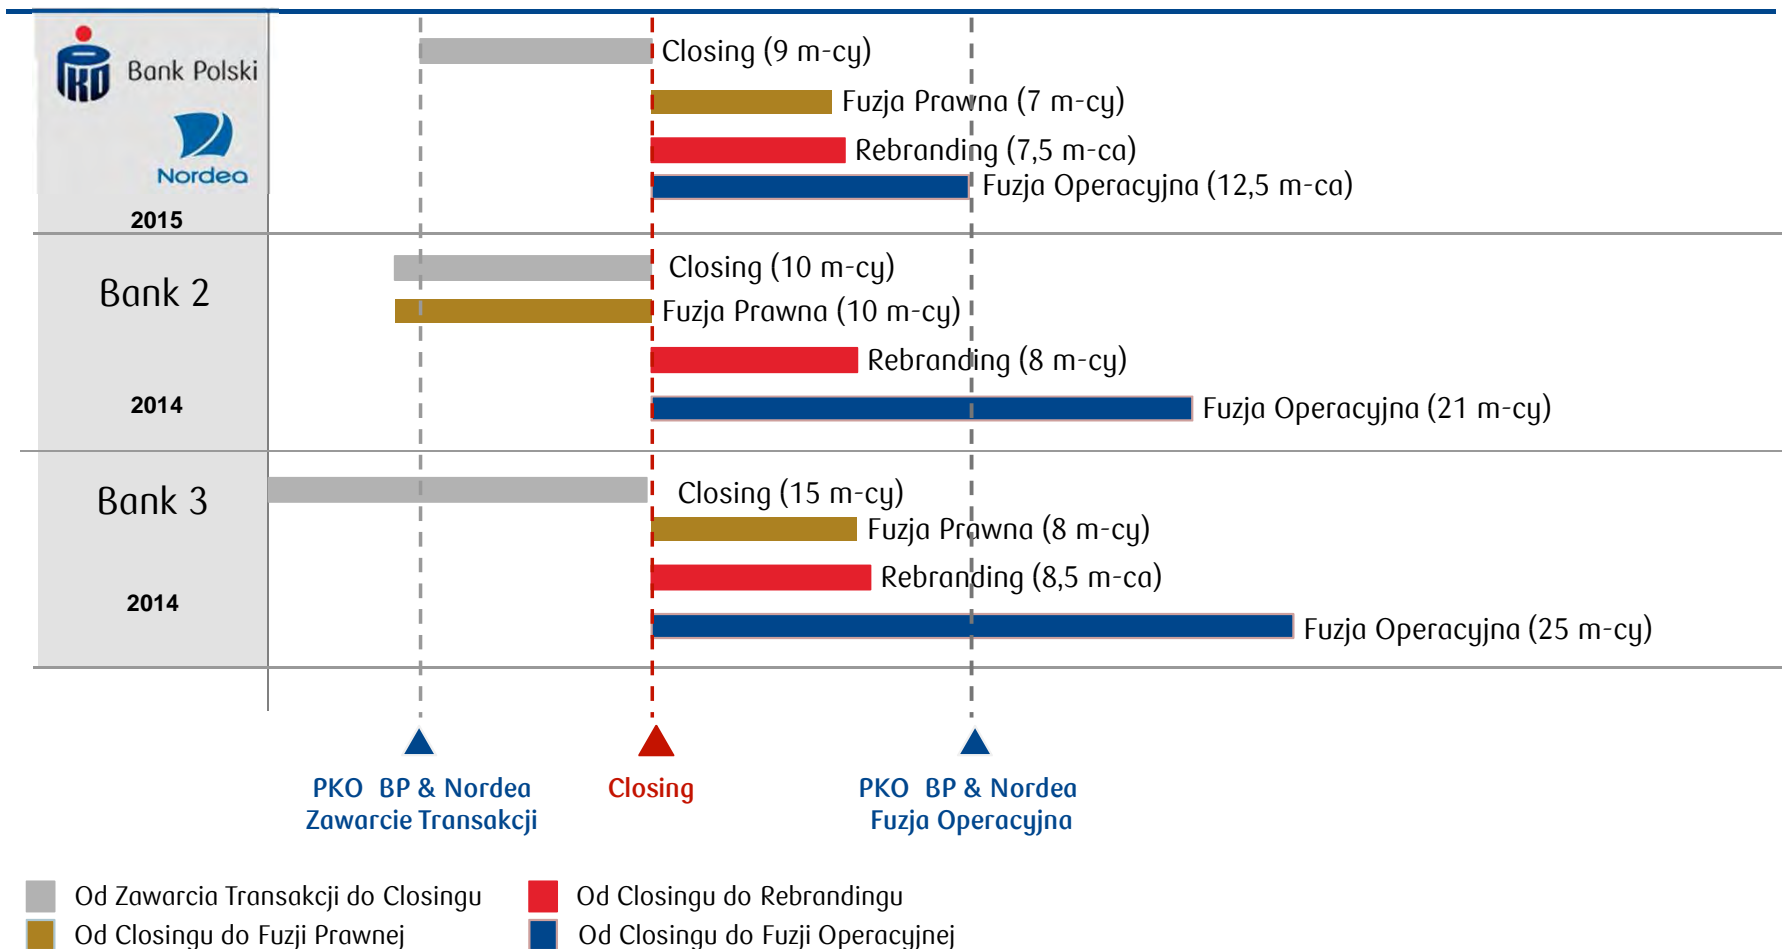 Bank Polski
Nordea
2015
Closing (9 m-cy)
Fuzja Prawna (7 m-cy)
Rebranding (7,5 m-ca)
Fuzja Operacyjna (12,5 m-ca)
Bank 2
2014
Closing (10 m-cy)
Fuzja Prawna (10 m-cy)
Rebranding (8 m-cy)
Fuzja Operacyjna (21 m-cy)
Bank 3
2014
Closing (15 m-cy)
Fuzja Prawna (8 m-cy)
Rebranding (8,5 m-ca)
Fuzja Operacyjna (25 m-cy)
PKO BP & Nordea
Zawarcie Transakcji
Closing
PKO BP & Nordea
Fuzja Operacyjna
Od Zawarcia Transakcji do Closingu
Od Closingu do Rebrandingu
Od Closingu do Fuzji Prawnej
Od Closingu do Fuzji Operacyjnej